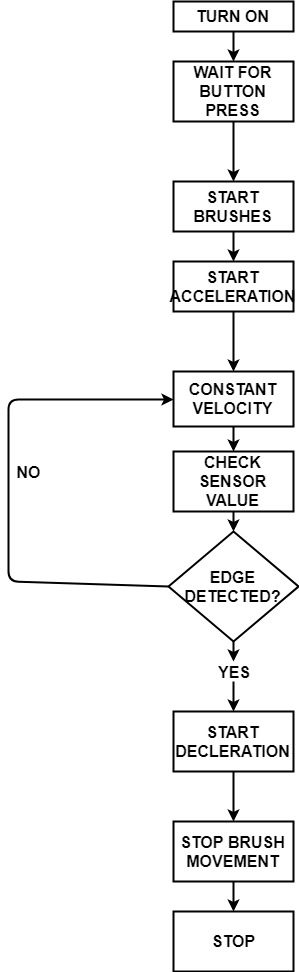 TURN ON
WAIT FOR
BUTTON
PRESS
START
BRUSHES
START
ACCELERATION
CONSTANT
VELOCITY
NO
CHECK
SENSOR
VALUE
EDGE
DETECTED?
YES
START
DECLERATION
STOP BRUSH
MOVEMENT
STOP